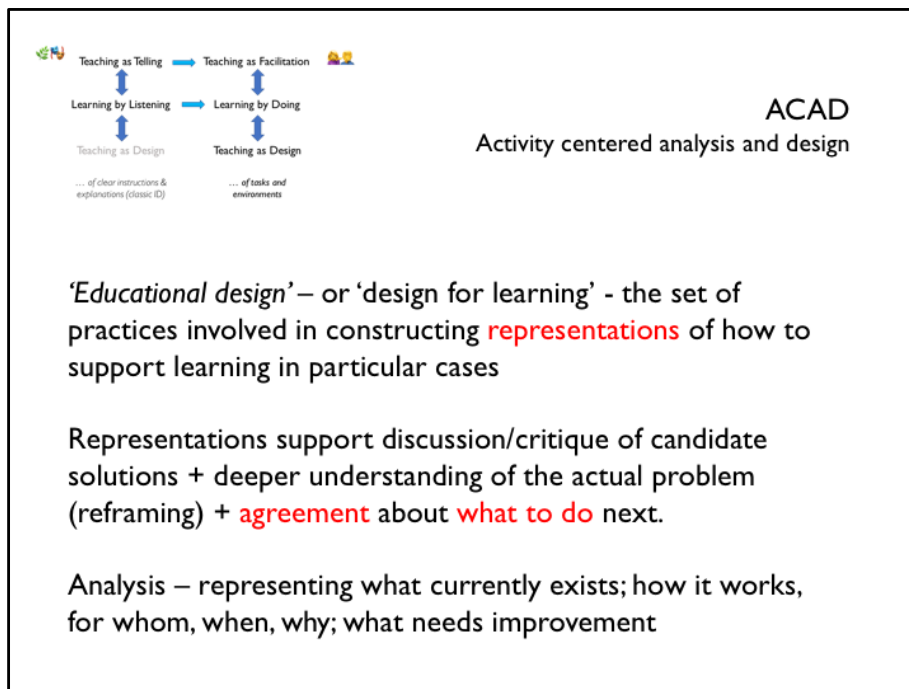 Teaching as Telling Teaching as Facilitation
Learning by Listening Learning by Doing
Teaching as Design Teaching as Design
… of clear instructions & … of tasks and
explanations (classic ID) environments
ACAD
Activity centered analysis and design
‘Educational design’ – or ‘design for learning’ - the set of
practices involved in constructing representations of how to
support learning in particular cases
Representations support discussion/critique of candidate
solutions + deeper understanding of the actual problem
(reframing) + agreement about what to do next.
Analysis – representing what currently exists; how it works,
for whom, when, why; what needs improvement